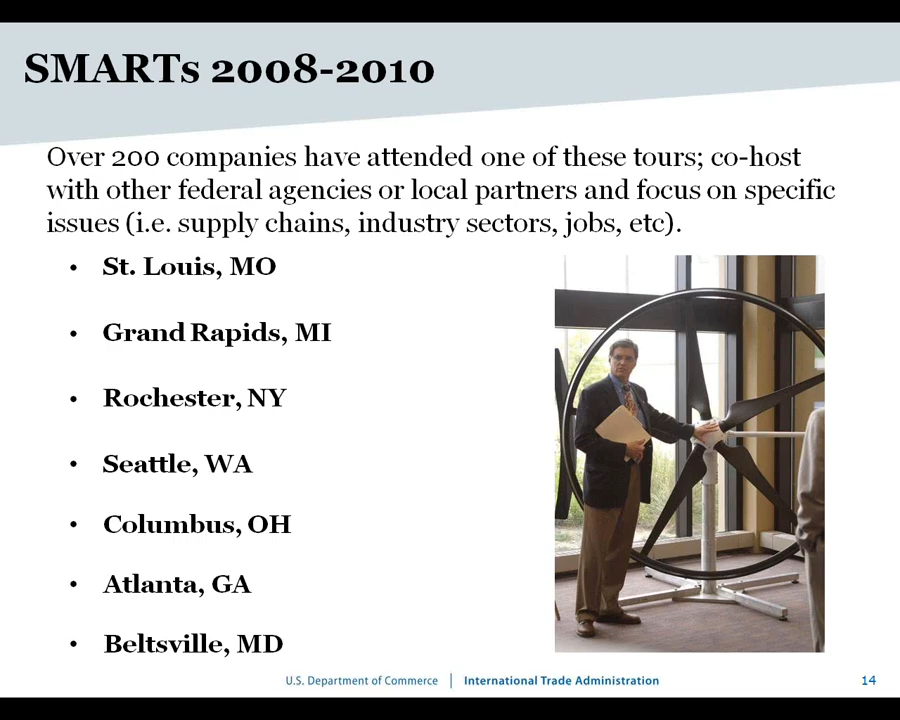 SMARTs 2008-2010
Over 200 companies have attended one of these tours; co-host
with other federal agencies or local partners and focus on specific
issues (i.e. supply chains, industry sectors, jobs, etc).
• St. Louis, MO
• Grand Rapids, MI
• Rochester, NY
• Seattle, WA
• Columbus, OH
• Atlanta, GA
• Beltsville, MD
U.S. Department of Commerce | International Trade Administration
14